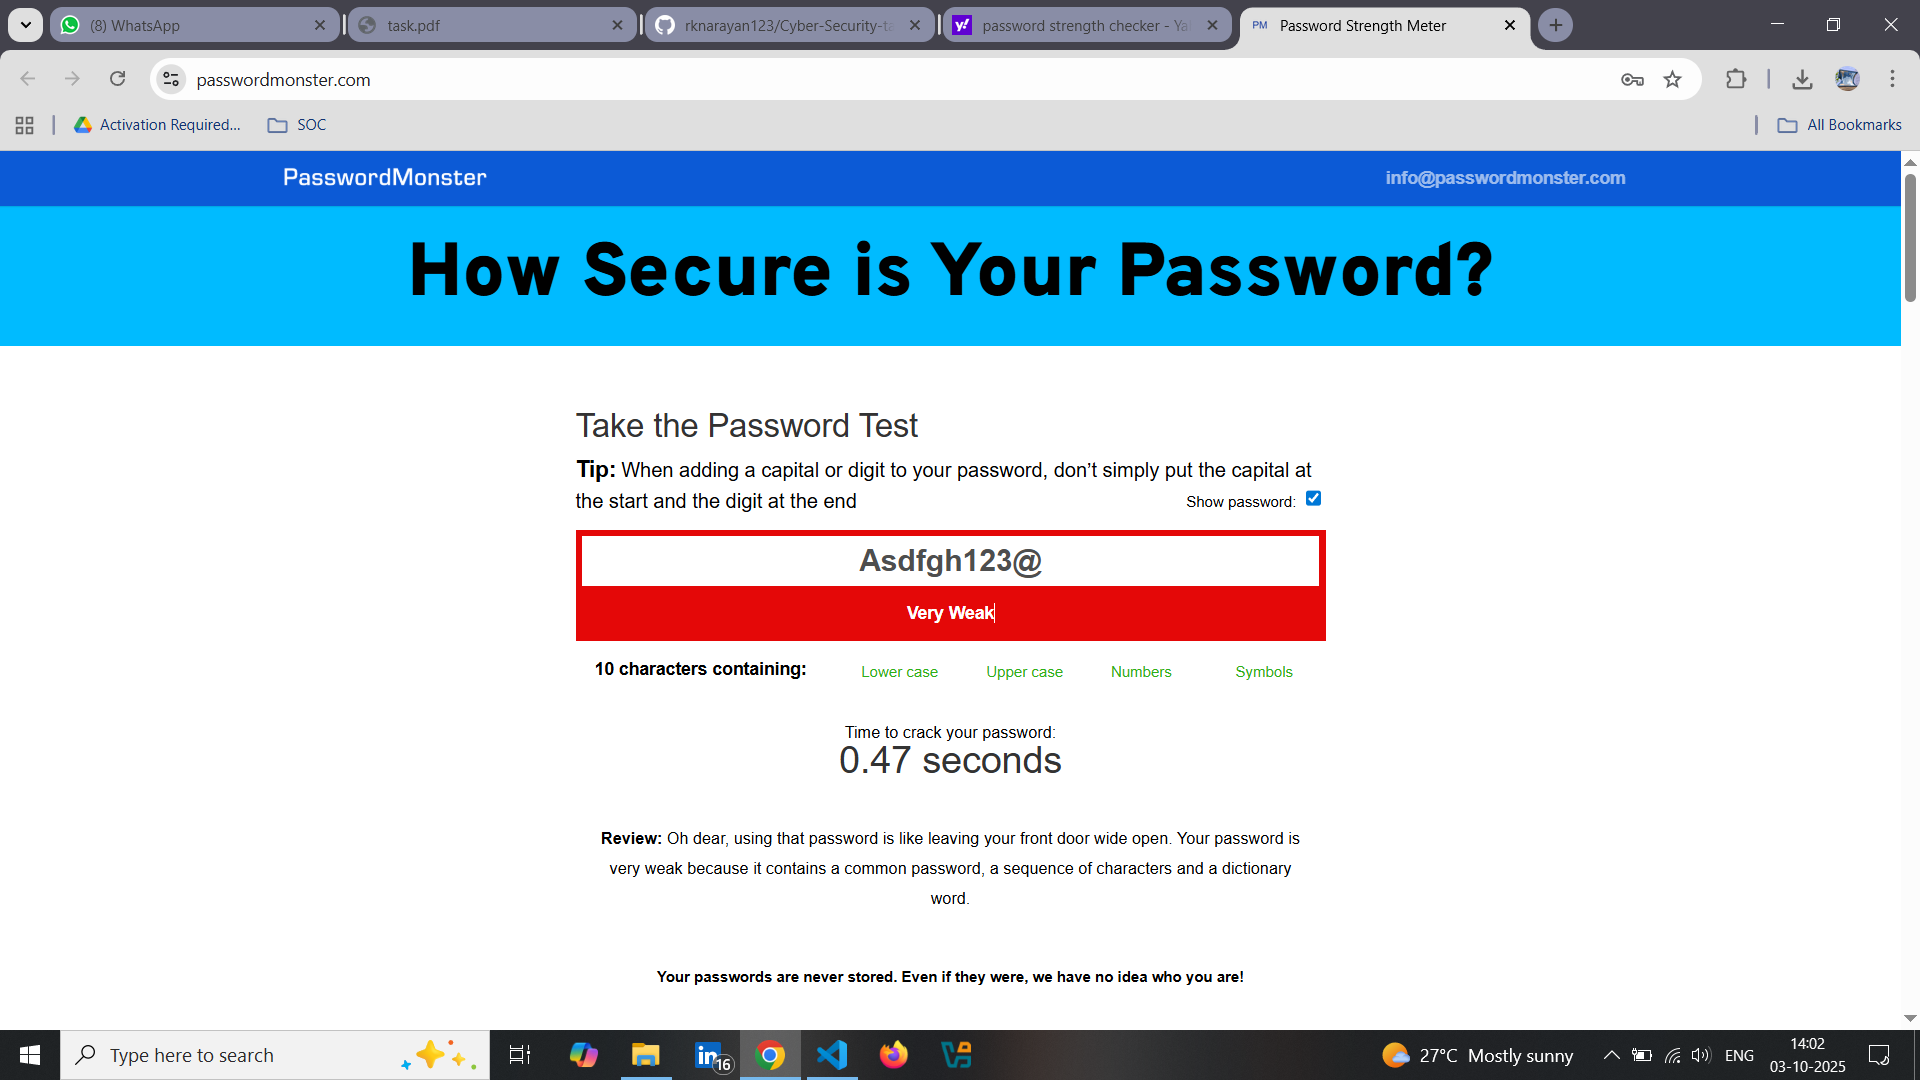 (8) WhatsApp
task.pdf
rknarayan123/Cyber-Security-ta
password strength checker - Ya
PM Password Strength Meter
passwordmonster.com
Activation Required...
SOC
All Bookmarks
PasswordMonster
info@passwordmonster.com
How Secure is Your Password?
Take the Password Test
Tip: When adding a capital or digit to your password, don’t simply put the capital at
the start and the digit at the end
Show password:
Asdfgh123@
Very Weak
10 characters containing:
Lower case
Upper case
Numbers
Symbols
Time to crack your password:
0.47 seconds
Review: Oh dear, using that password is like leaving your front door wide open. Your password is
very weak because it contains a common password, a sequence of characters and a dictionary
word.
Your passwords are never stored. Even if they were, we have no idea who you are!
Type here to search
16
27°C Mostly sunny
ENG
14:02
03-10-2025